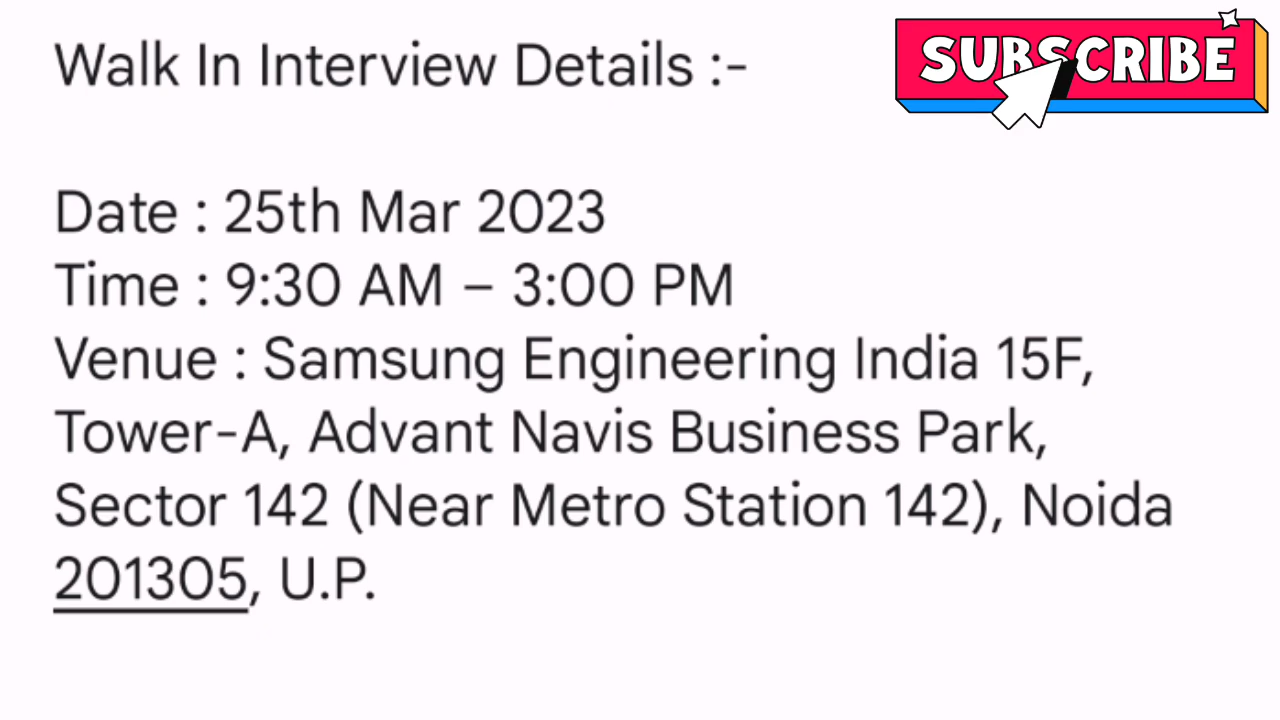 Walk In Interview Details :-
SUBSCRIBE
Date : 25th Mar 2023
Time : 9:30 AM – 3:00 PM
Venue : Samsung Engineering India 15F,
Tower-A, Advant Navis Business Park,
Sector 142 (Near Metro Station 142), Noida
201305, U.P.